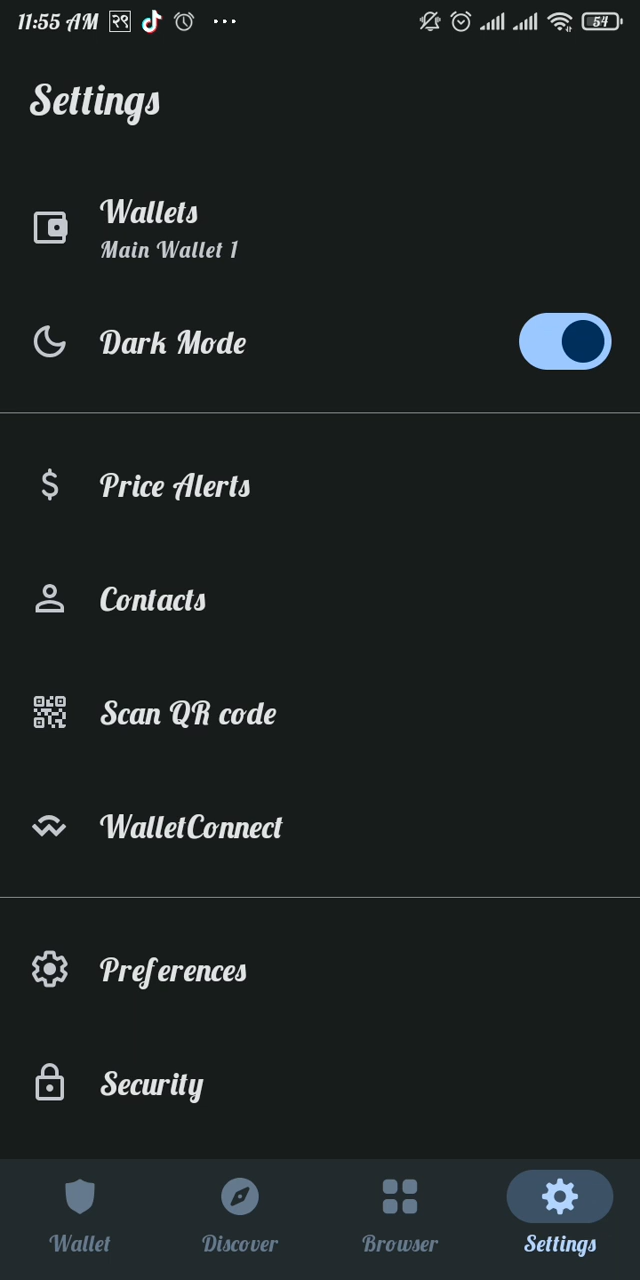 11:55 AM २९ ...
54
Settings
Wallets
Main Wallet 1
Dark Mode
Price Alerts
Contacts
Scan QR code
WalletConnect
Preferences
Security
Wallet Discover Browser Settings